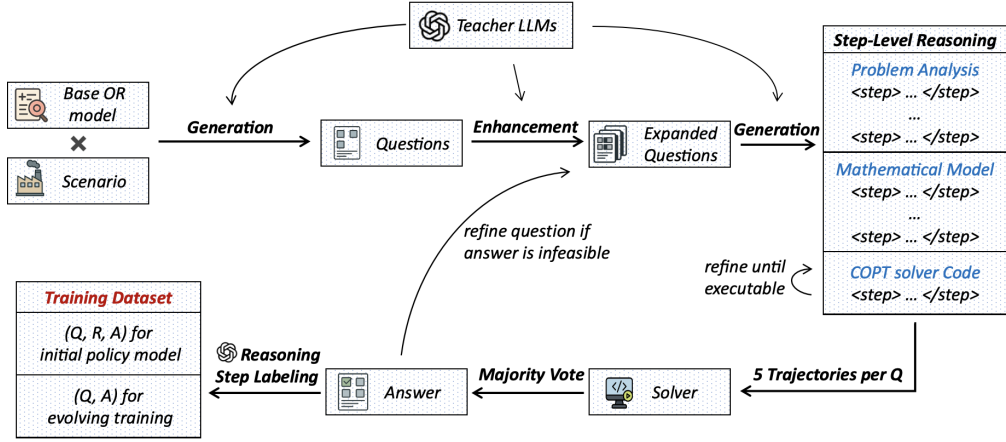 Teacher LLMs
Base OR
model
Scenario
Generation
Questions
Enhancement
Expanded
Questions
Generation
Step-Level Reasoning
Problem Analysis
<step> ... </step>
...
<step> ... </step>
Mathematical Model
<step> ... </step>
...
<step> ... </step>
COPT solver Code
<step> ... </step>
refine until
executable
refine question if
answer is infeasible
5 Trajectories per Q
Solver
Majority Vote
Answer
Reasoning
Step Labeling
Training Dataset
(Q, R, A) for
initial policy model
(Q, A) for
evolving training